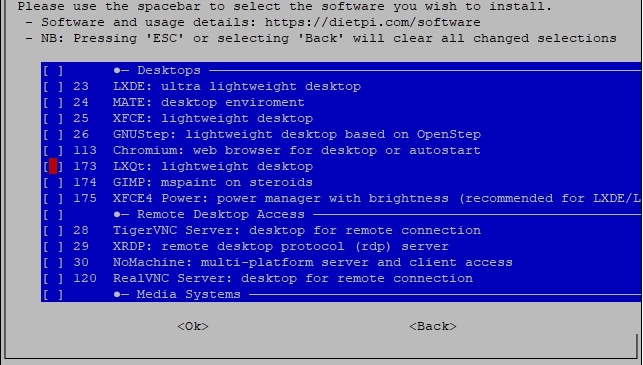 Please use the spacebar to select the software you wish to install.
- Software and usage details: https://dietpi.com/software
- NB: Pressing 'ESC' or selecting 'Back' will clear all changed selections
[ ] ●─ Desktops
[ ] 23 LXDE: ultra lightweight desktop
[ ] 24 MATE: desktop enviroment
[ ] 25 XFCE: lightweight desktop
[ ] 26 GNUStep: lightweight desktop based on OpenStep
[ ] 113 Chromium: web browser for desktop or autostart
[ ] 173 LXQt: lightweight desktop
[ ] 174 GIMP: mspaint on steroids
[ ] 175 XFCE4 Power: power manager with brightness (recommended for LXDE/L
[ ] ●─ Remote Desktop Access
[ ] 28 TigerVNC Server: desktop for remote connection
[ ] 29 XRDP: remote desktop protocol (rdp) server
[ ] 30 NoMachine: multi-platform server and client access
[ ] 120 RealVNC Server: desktop for remote connection
[ ] ●─ Media Systems
<Ok> <Back>